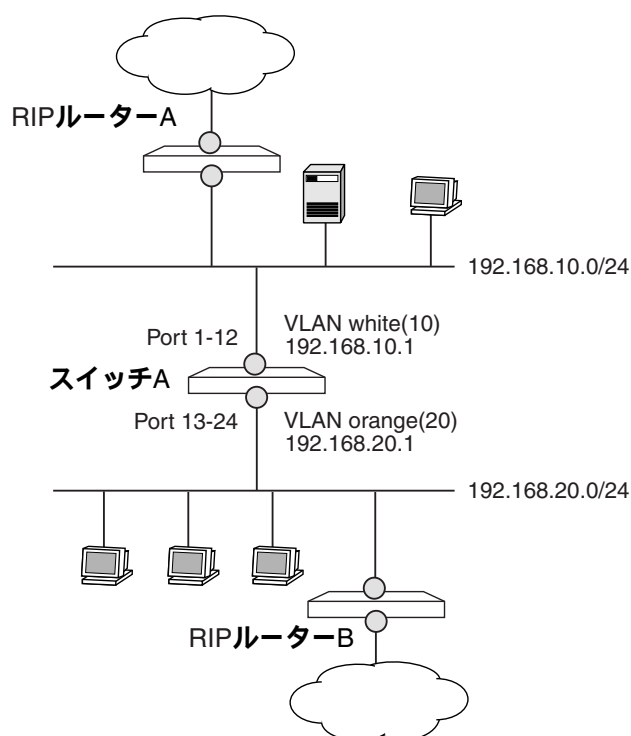 RIPルーターA
192.168.10.0/24
Port 1-12
VLAN white(10)
192.168.10.1
スイッチA
Port 13-24
VLAN orange(20)
192.168.20.1
192.168.20.0/24
RIPルーターB